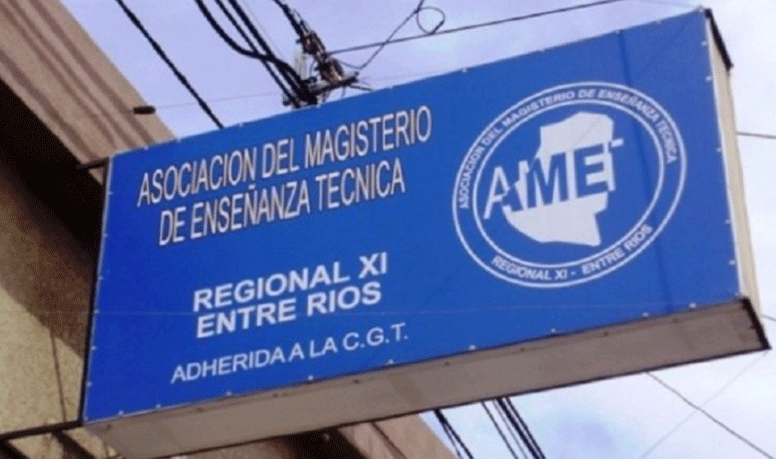 ASOCIACION DEL MAGISTERIO
DE ENSEÑANZA TECNICA
REGIONAL XI
ENTRE RIOS
ADHERIDA A LA C.G.T.
ASOCIACION DEL MAGISTERIO DE ENSEÑANZA TECNICA
AMET
REGIONAL XI - ENTRE RIOS